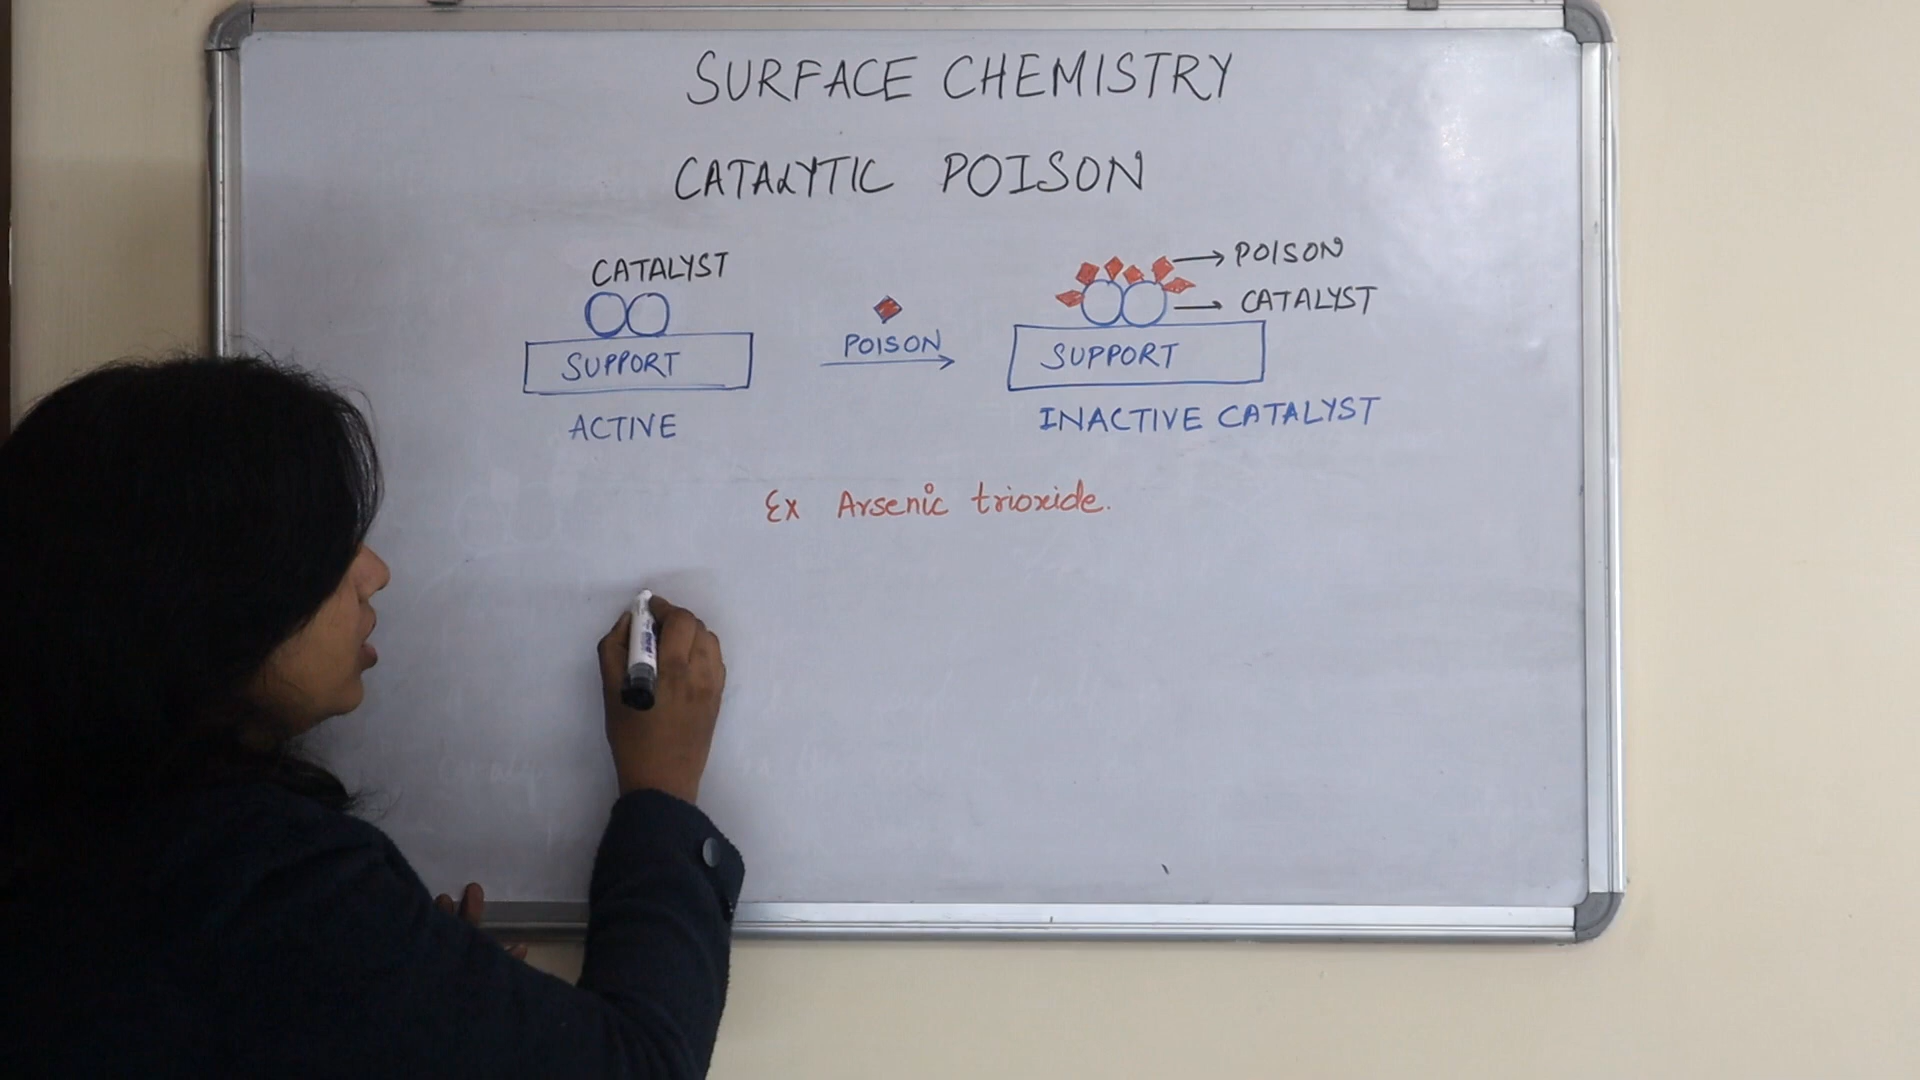 SURFACE CHEMISTRY
CATALYTIC POISON
CATALYST
SUPPORT
ACTIVE
POISON
POISON
CATALYST
SUPPORT
INACTIVE CATALYST
Ex Arsenic trioxide.